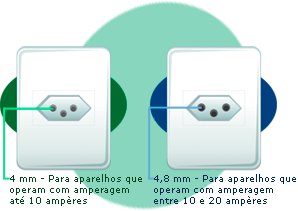 4 mm - Para aparelhos que
operam com amperagem
até 10 ampères
4,8 mm - Para aparelhos que
operam com amperagem
entre 10 e 20 ampères